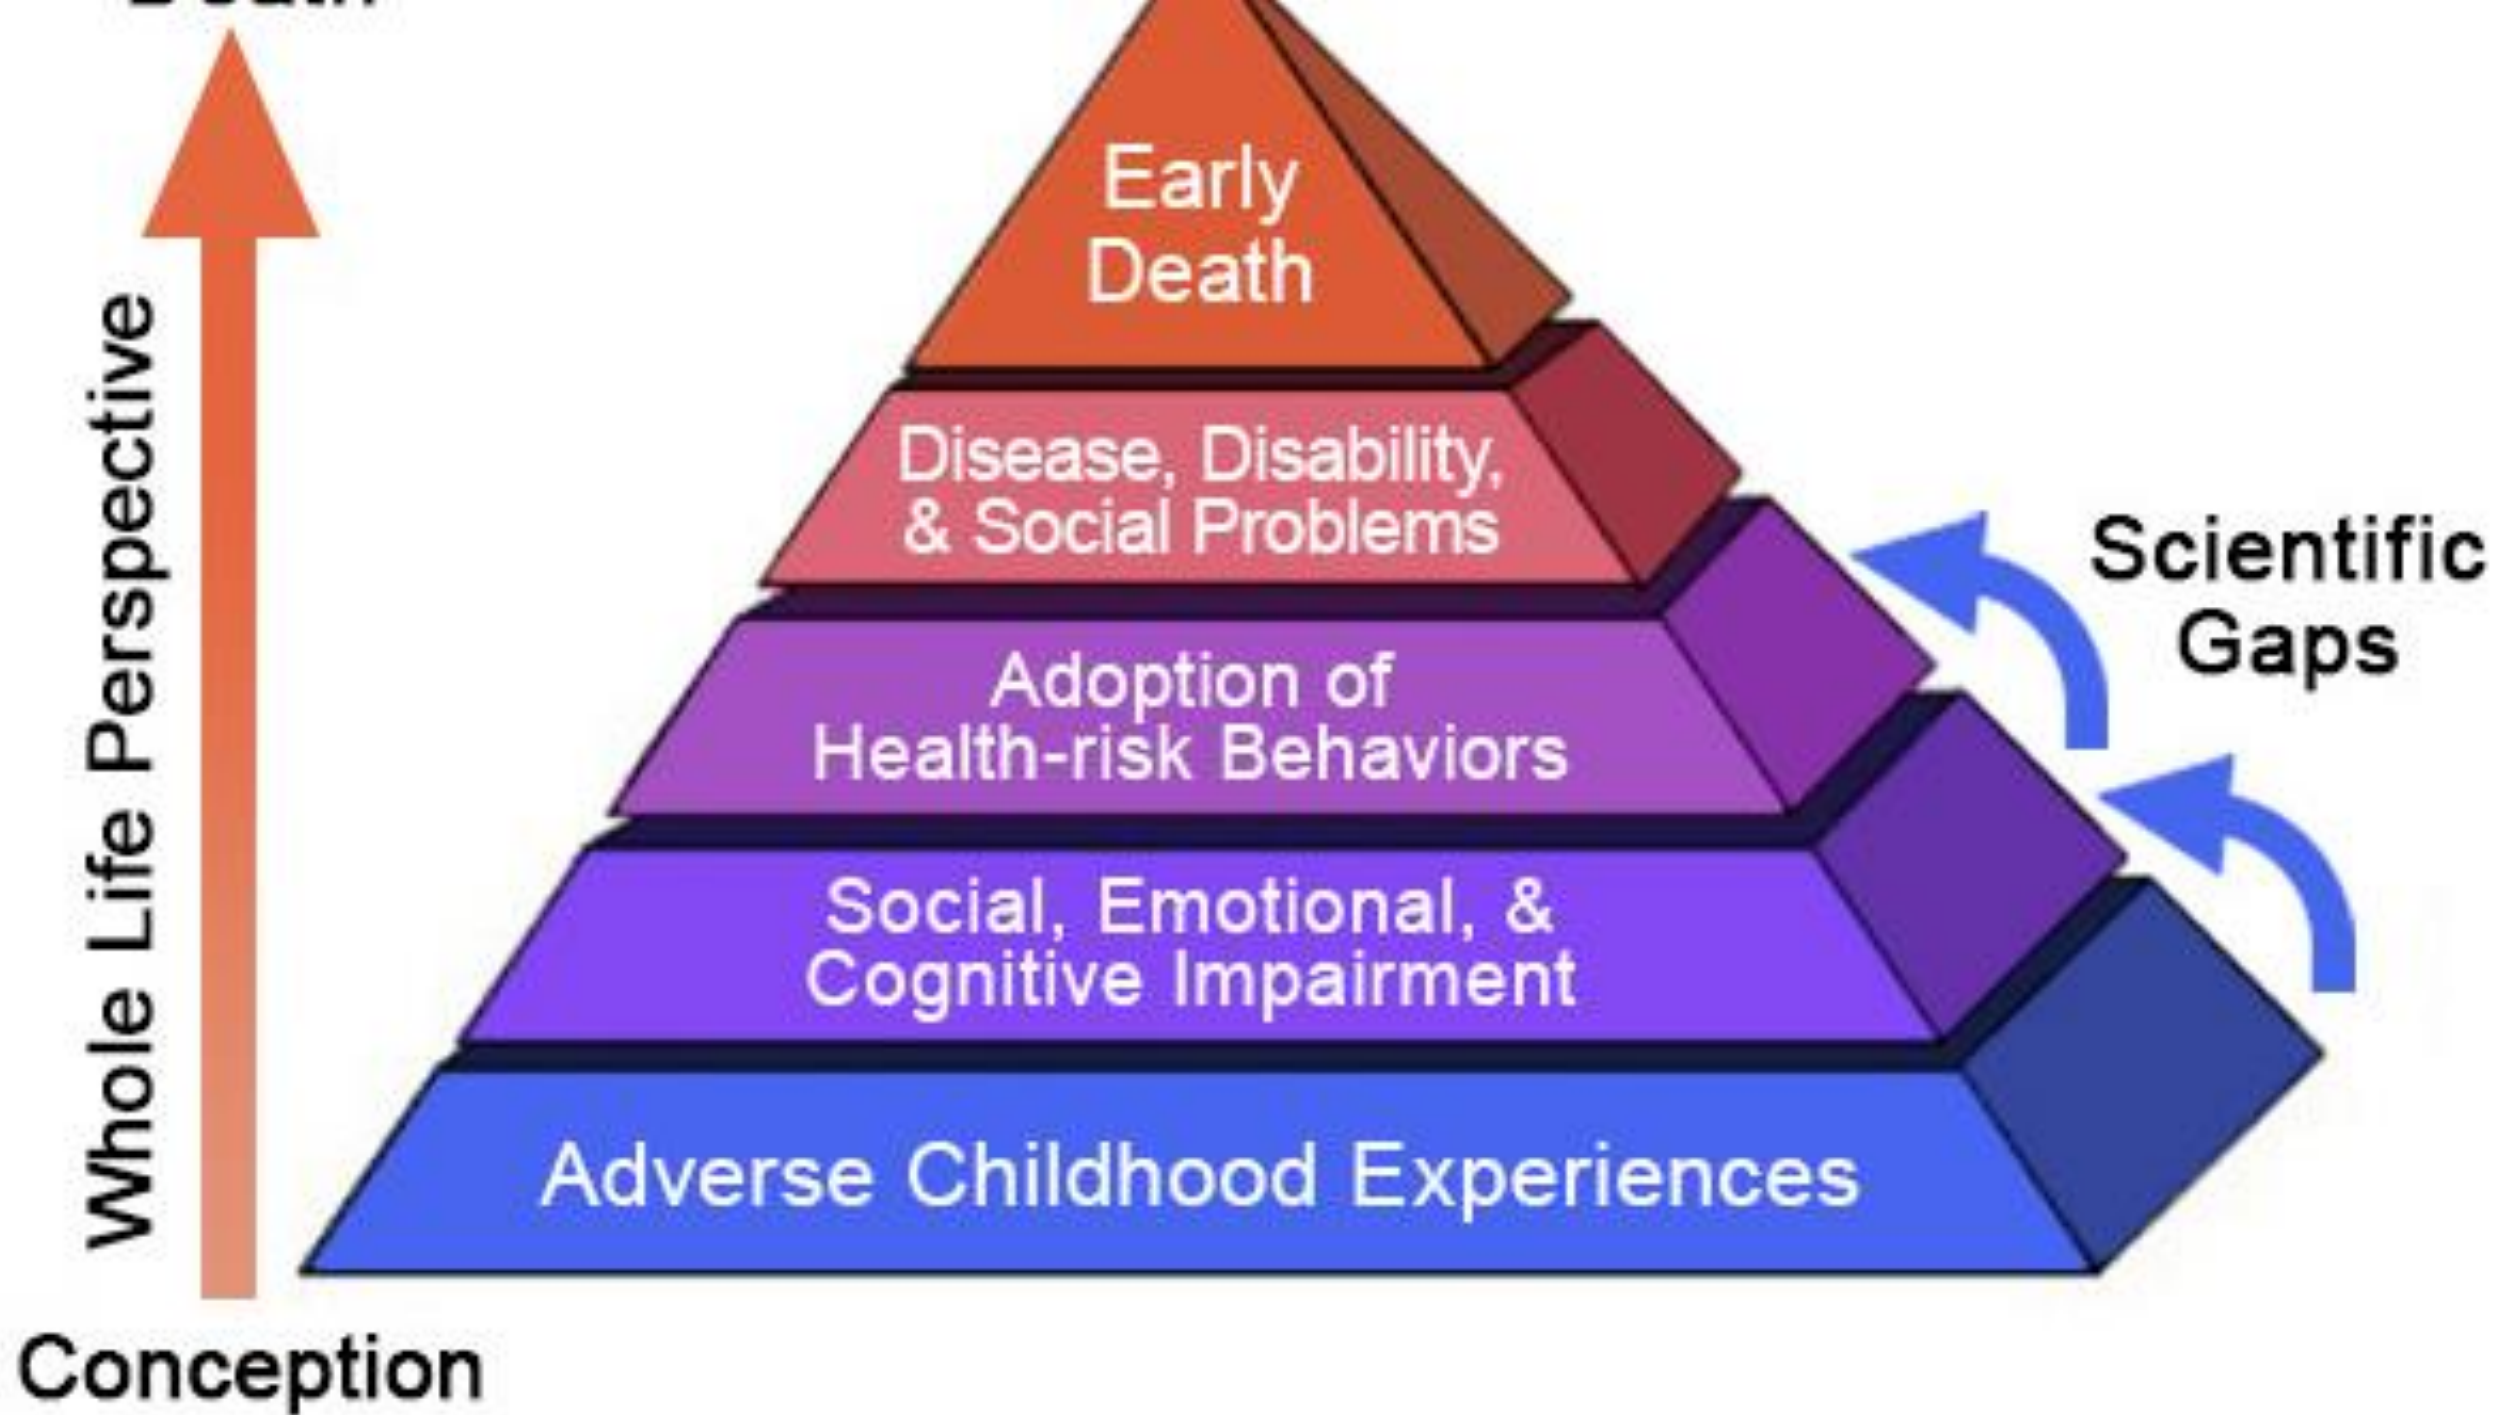 Death
Early
Death
Disease, Disability,
& Social Problems
Scientific
Gaps
Adoption of
Health-risk Behaviors
Social, Emotional, &
Cognitive Impairment
Adverse Childhood Experiences
Whole Life Perspective
Conception